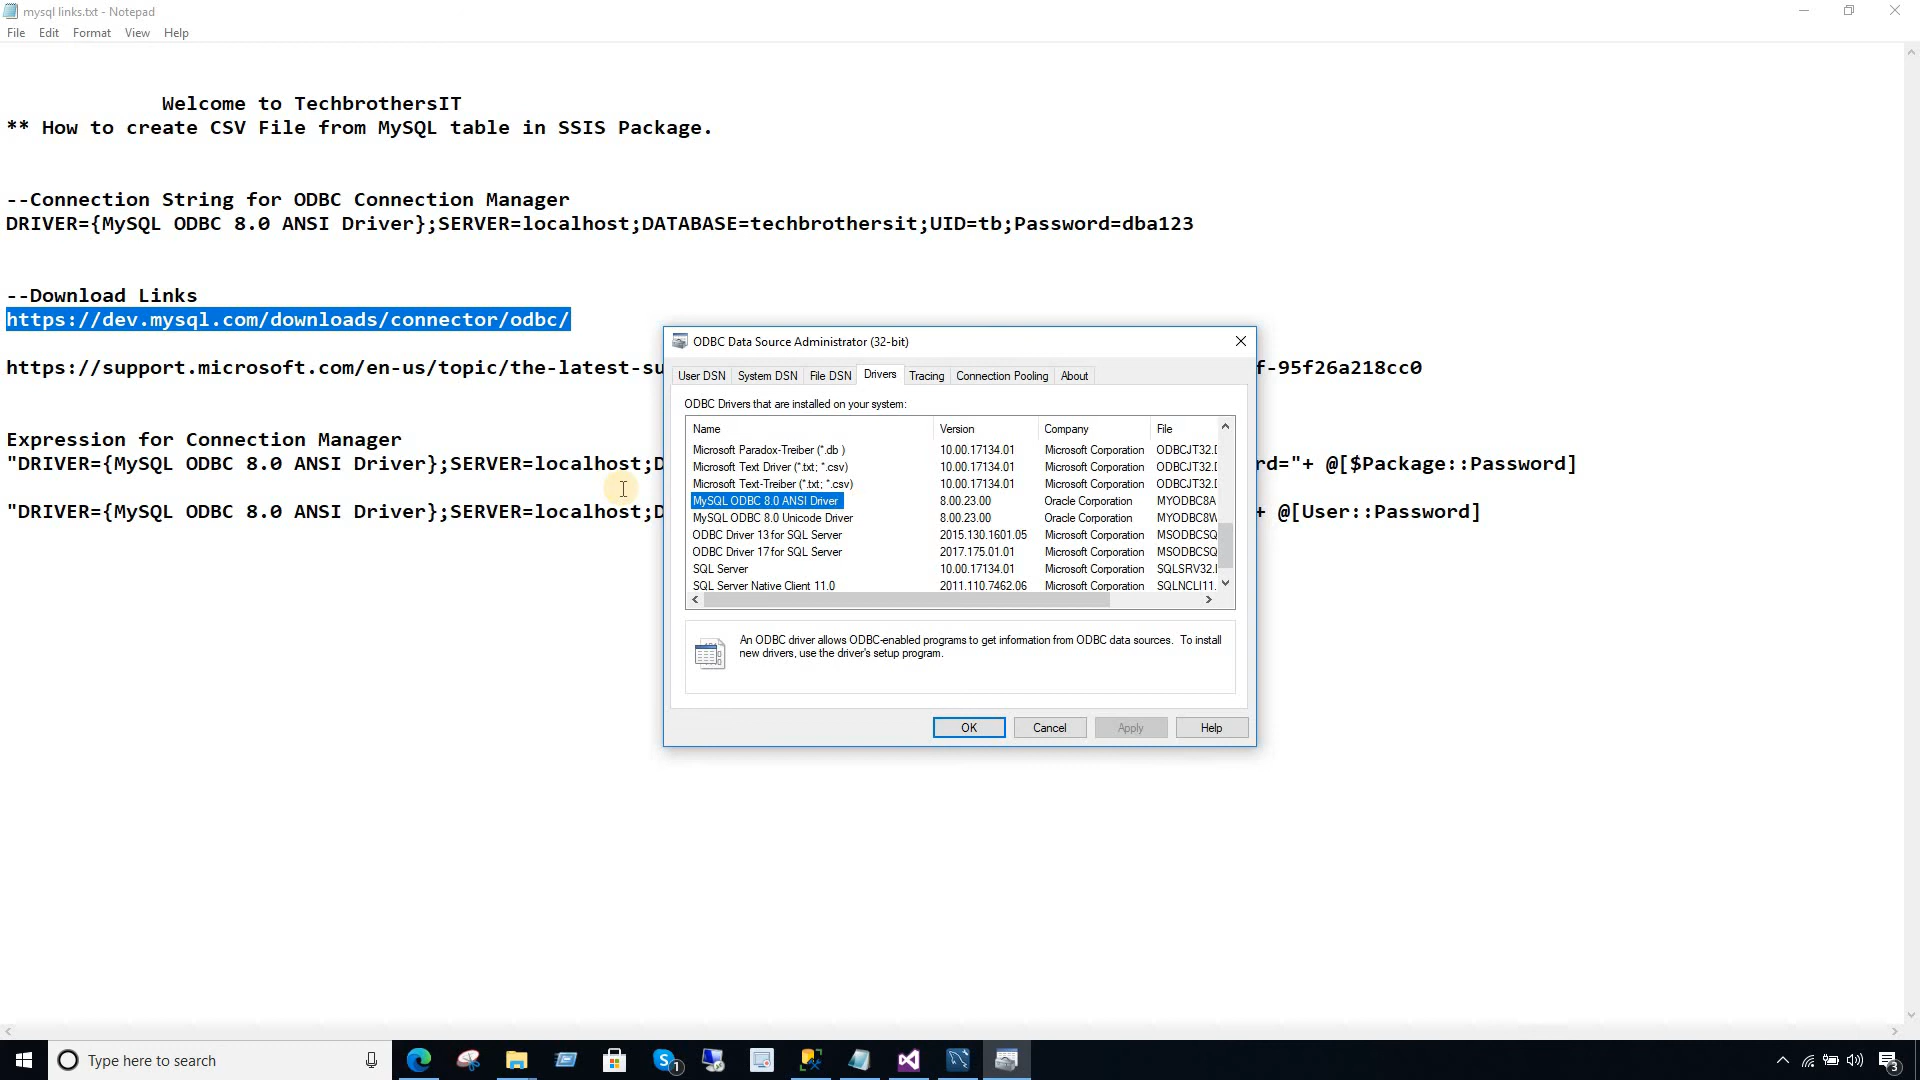 mysql links.txt - Notepad
File Edit Format View Help
Welcome to TechbrothersIT
** How to create CSV File from MySQL table in SSIS Package.
--Connection String for ODBC Connection Manager
DRIVER={MySQL ODBC 8.0 ANSI Driver};SERVER=localhost;DATABASE=techbrothersit;UID=tb;Password=dba123
--Download Links
https://dev.mysql.com/downloads/connector/odbc/
https://support.microsoft.com/en-us/topic/the-latest-su f-95f26a218cc0
Expression for Connection Manager
"DRIVER={MySQL ODBC 8.0 ANSI Driver};SERVER=localhost;D rd="+ @[$Package::Password]
"DRIVER={MySQL ODBC 8.0 ANSI Driver};SERVER=localhost;D + @[User::Password]
ODBC Data Source Administrator (32-bit)
User DSN System DSN File DSN Drivers Tracing Connection Pooling About
ODBC Drivers that are installed on your system:
Name Version Company File
Microsoft Paradox-Treiber (*.db ) 10.00.17134.01 Microsoft Corporation ODBCJT32.D
Microsoft Text Driver (*.txt; *.csv) 10.00.17134.01 Microsoft Corporation ODBCJT32.D
Microsoft Text-Treiber (*.txt; *.csv) 10.00.17134.01 Microsoft Corporation ODBCJT32.D
MySQL ODBC 8.0 ANSI Driver 8.00.23.00 Oracle Corporation MYODBC8A
MySQL ODBC 8.0 Unicode Driver 8.00.23.00 Oracle Corporation MYODBC8W
ODBC Driver 13 for SQL Server 2015.130.1601.05 Microsoft Corporation MSODBCSQ
ODBC Driver 17 for SQL Server 2017.175.01.01 Microsoft Corporation MSODBCSQ
SQL Server 10.00.17134.01 Microsoft Corporation SQLSRV32.D
SQL Server Native Client 11.0 2011.110.7462.06 Microsoft Corporation SQLNCLI11.
An ODBC driver allows ODBC-enabled programs to get information from ODBC data sources. To install
new drivers, use the driver's setup program.
OK Cancel Apply Help
Type here to search
1
3